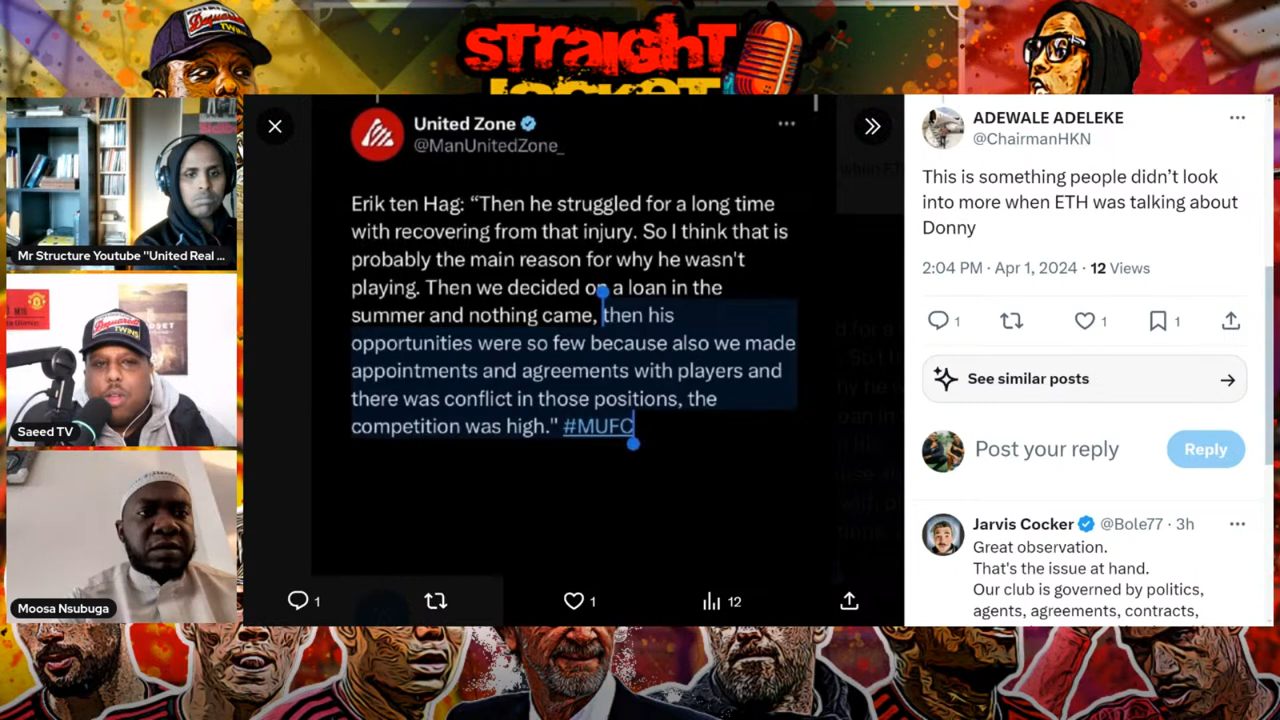 STRAIGHT
JACKET
Dsquared2
TWINS
Mr Structure Youtube "United Real ...
Saeed TV
Moosa Nsubuga
United Zone
@ManUnitedZone_
Erik ten Hag: “Then he struggled for a long time
with recovering from that injury. So I think that is
probably the main reason for why he wasn't
playing. Then we decided on a loan in the
summer and nothing came, then his
opportunities were so few because also we made
appointments and agreements with players and
there was conflict in those positions, the
competition was high." #MUFC
1
1
12
ADEWALE ADELEKE
@ChairmanHKN
This is something people didn’t look
into more when ETH was talking about
Donny
2:04 PM · Apr 1, 2024 · 12 Views
1
1
1
See similar posts
Post your reply
Reply
Jarvis Cocker @Bole77 · 3h
Great observation.
That's the issue at hand.
Our club is governed by politics,
agents, agreements, contracts,